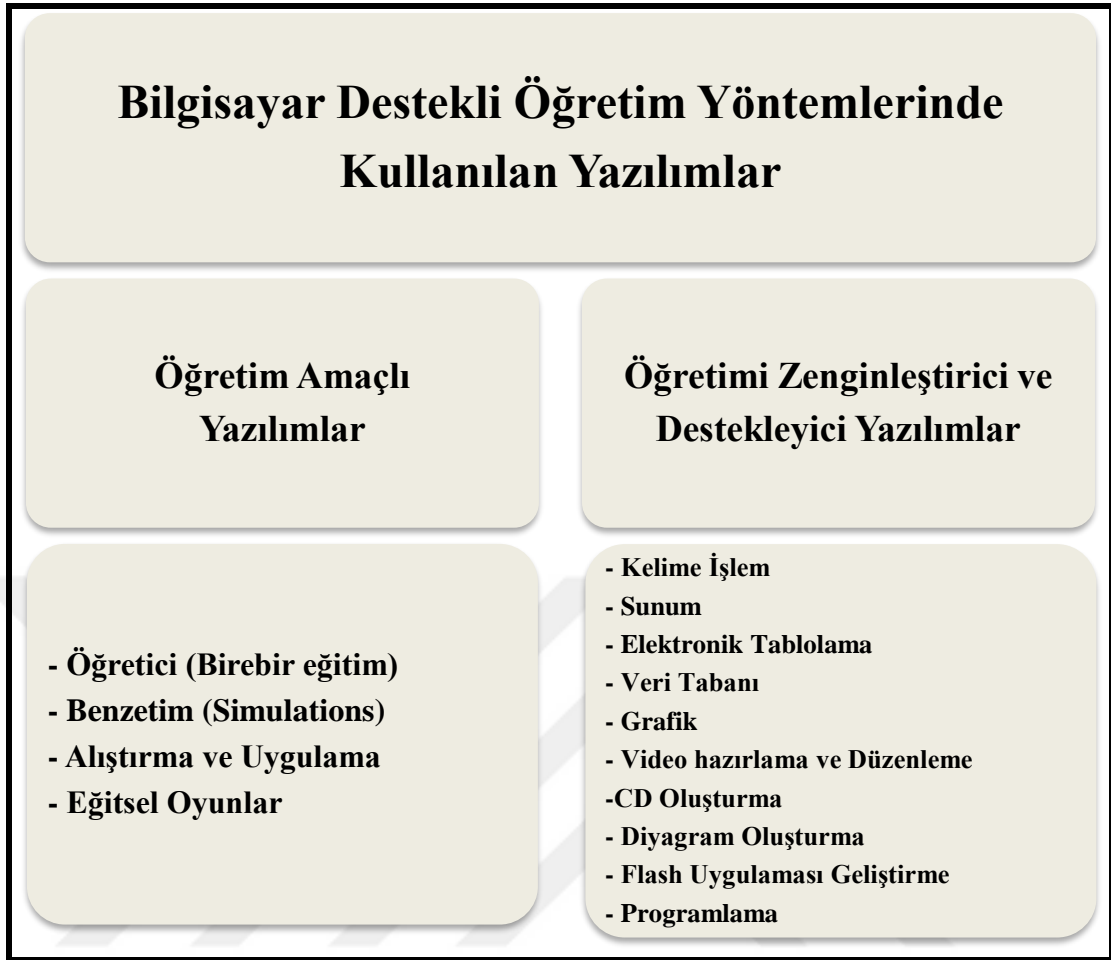 Bilgisayar Destekli Öğretim Yöntemlerinde
Kullanılan Yazılımlar
Öğretim Amaçlı
Yazılımlar
Öğretimi Zenginleştirici ve
Destekleyici Yazılımlar
- Öğretici (Birebir eğitim)
- Benzetim (Simulations)
- Alıştırma ve Uygulama
- Eğitsel Oyunlar
- Kelime İşlem
- Sunum
- Elektronik Tablolama
- Veri Tabanı
- Grafik
- Video hazırlama ve Düzenleme
-CD Oluşturma
- Diyagram Oluşturma
- Flash Uygulaması Geliştirme
- Programlama